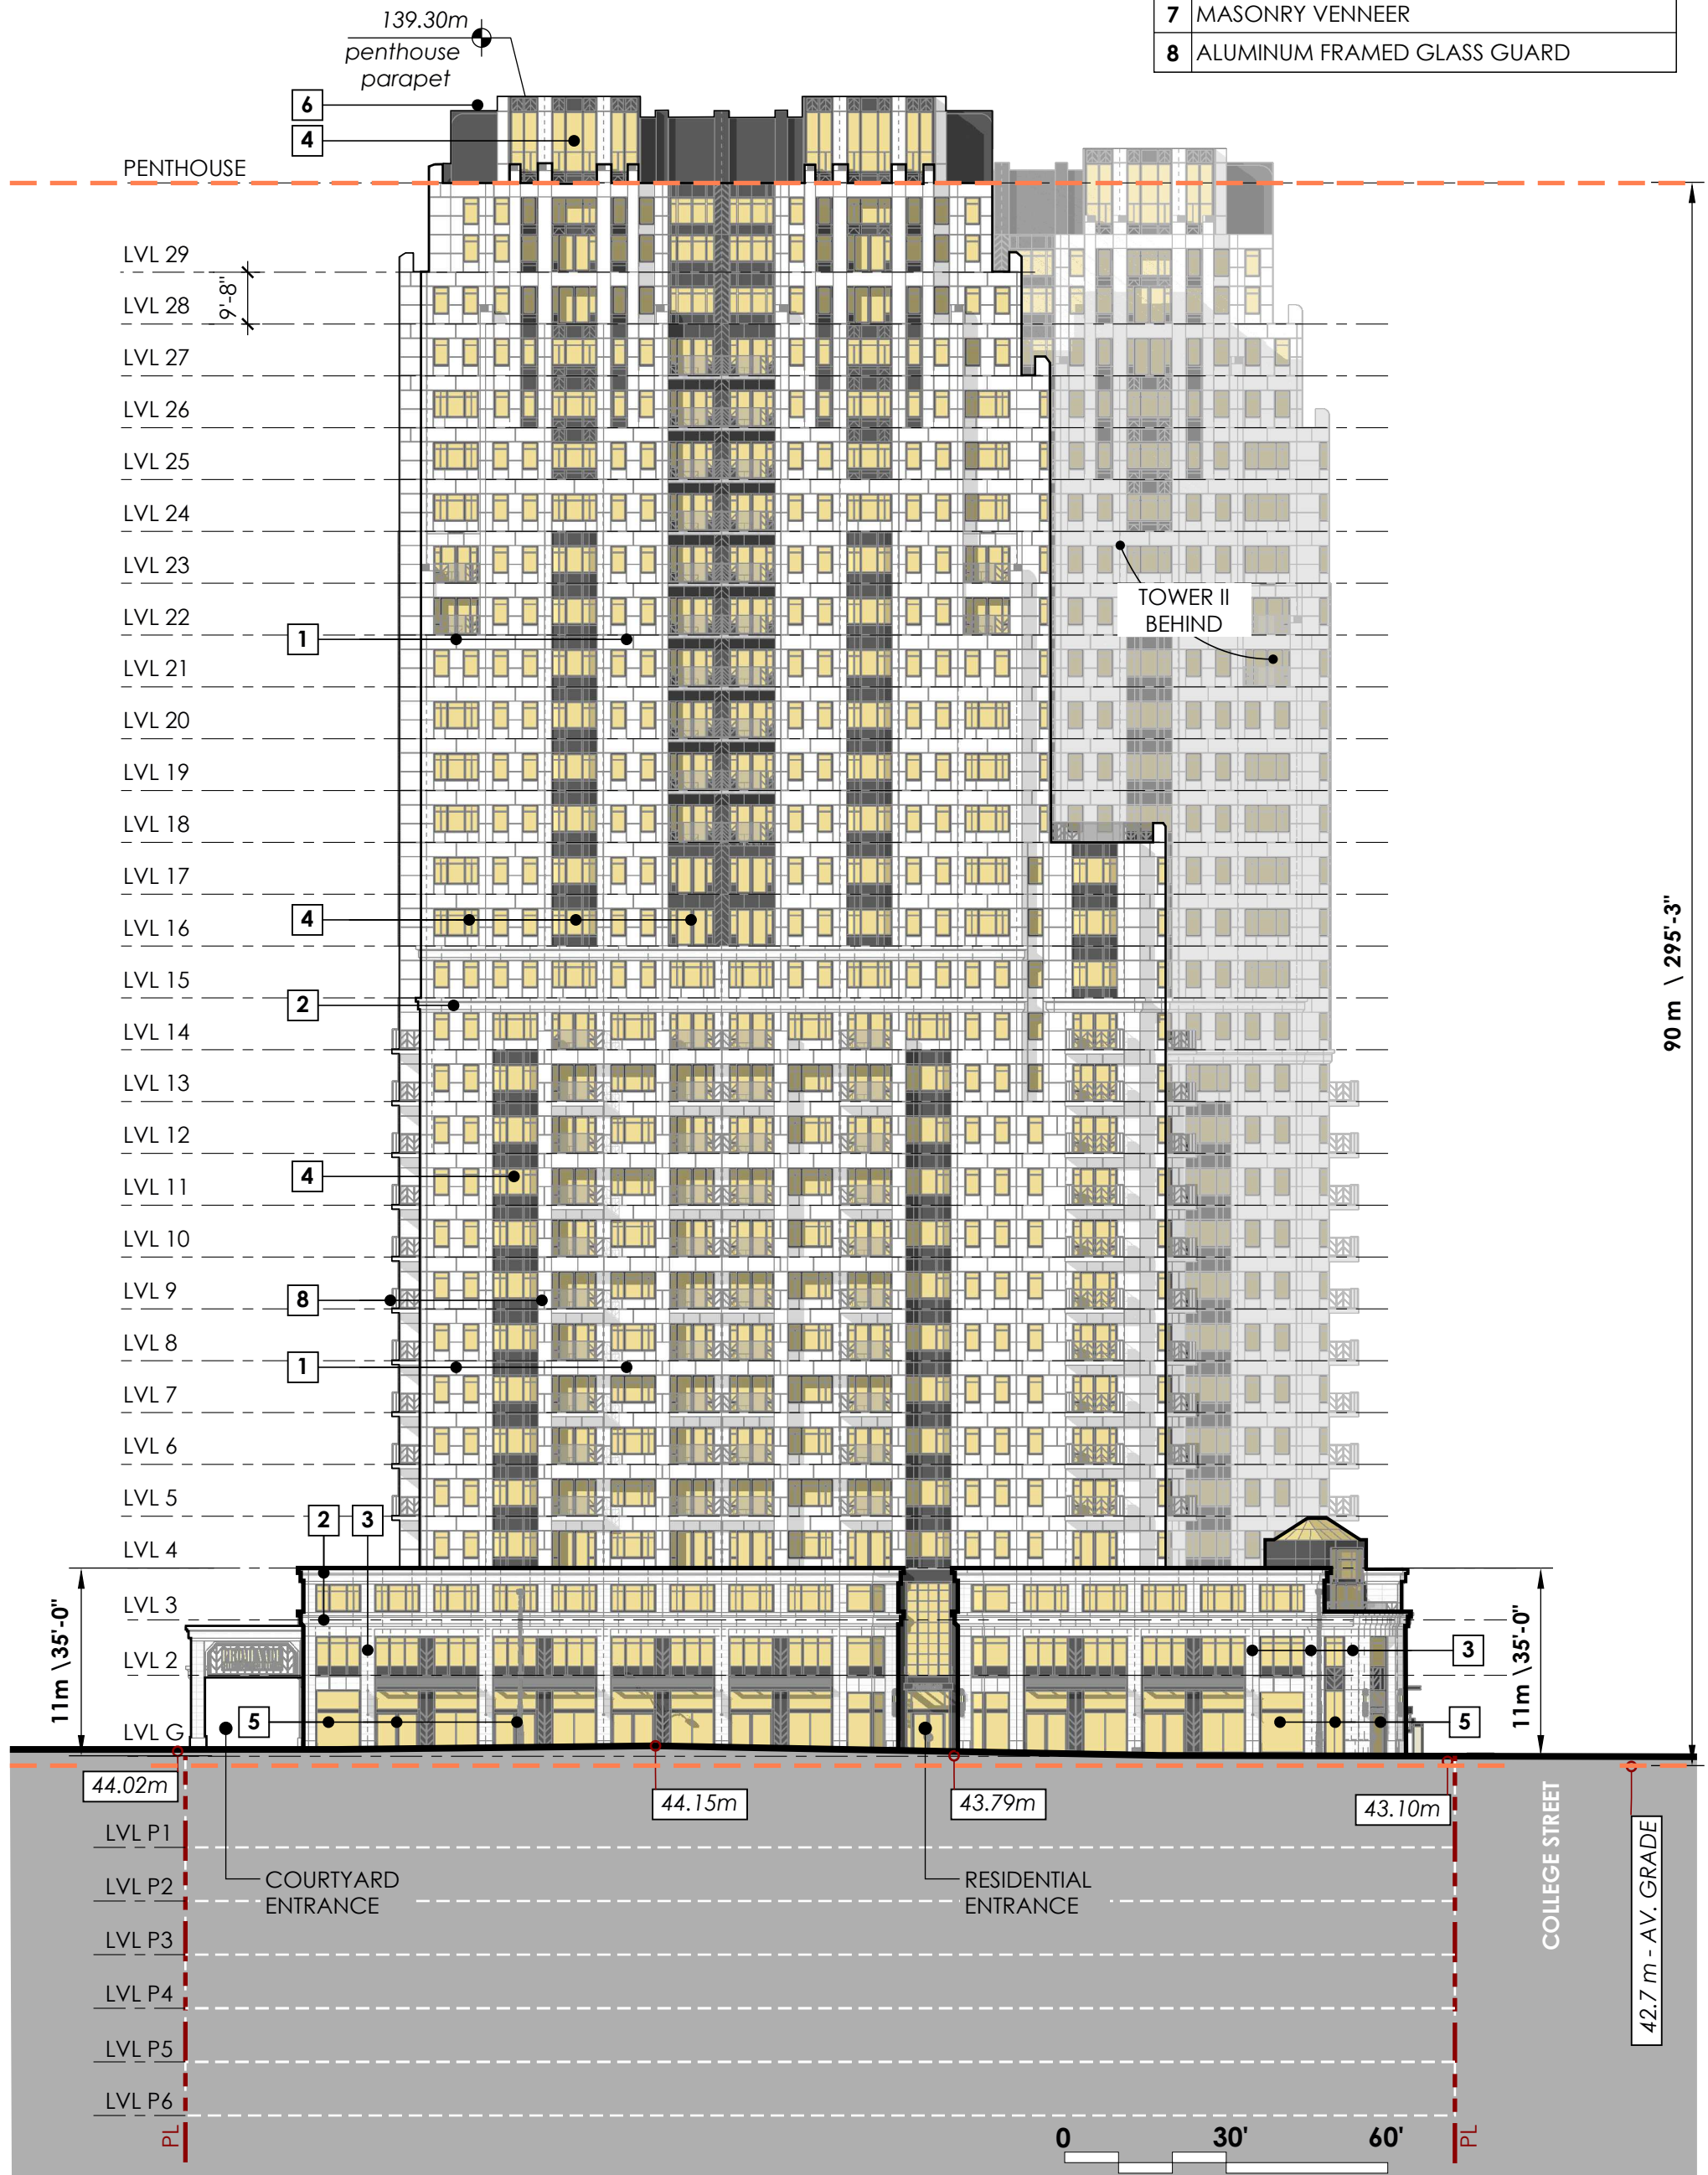 7 MASONRY VENNEER
8 ALUMINUM FRAMED GLASS GUARD
139.30m
penthouse
parapet
6
4
PENTHOUSE
LVL 29
9'-8"
LVL 28
LVL 27
LVL 26
LVL 25
LVL 24
LVL 23
TOWER II
BEHIND
LVL 22
1
LVL 21
LVL 20
LVL 19
LVL 18
LVL 17
4
LVL 16
90 m \ 295'-3"
LVL 15
2
LVL 14
LVL 13
LVL 12
4
LVL 11
LVL 10
LVL 9
8
LVL 8
1
LVL 7
LVL 6
LVL 5
2 3
LVL 4
11m \35'-0"
LVL 3
11m \35'-0"
LVL 2
3
LVL G
5
5
44.02m
44.15m
43.79m
43.10m
LVL P1
COLLEGE STREET
42.7 m - AV. GRADE
COURTYARD
ENTRANCE
RESIDENTIAL
ENTRANCE
LVL P2
LVL P3
LVL P4
LVL P5
LVL P6
PL
0 30' 60'
PL